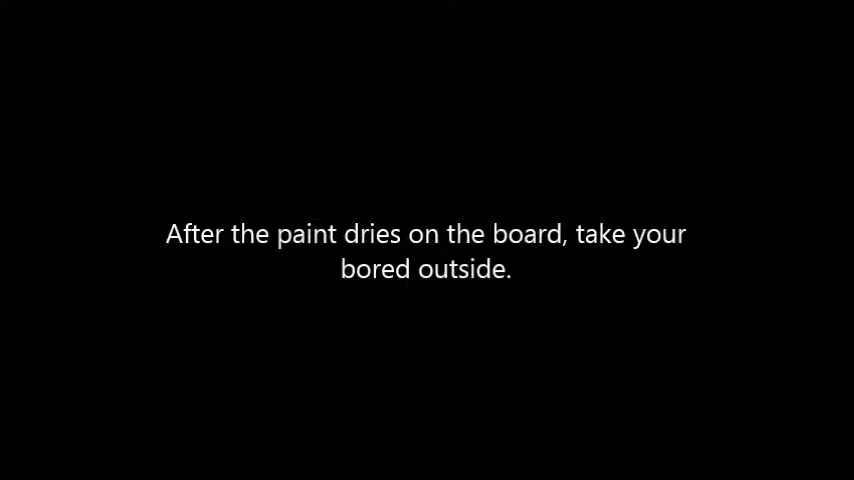 After the paint dries on the board, take your
bored outside.